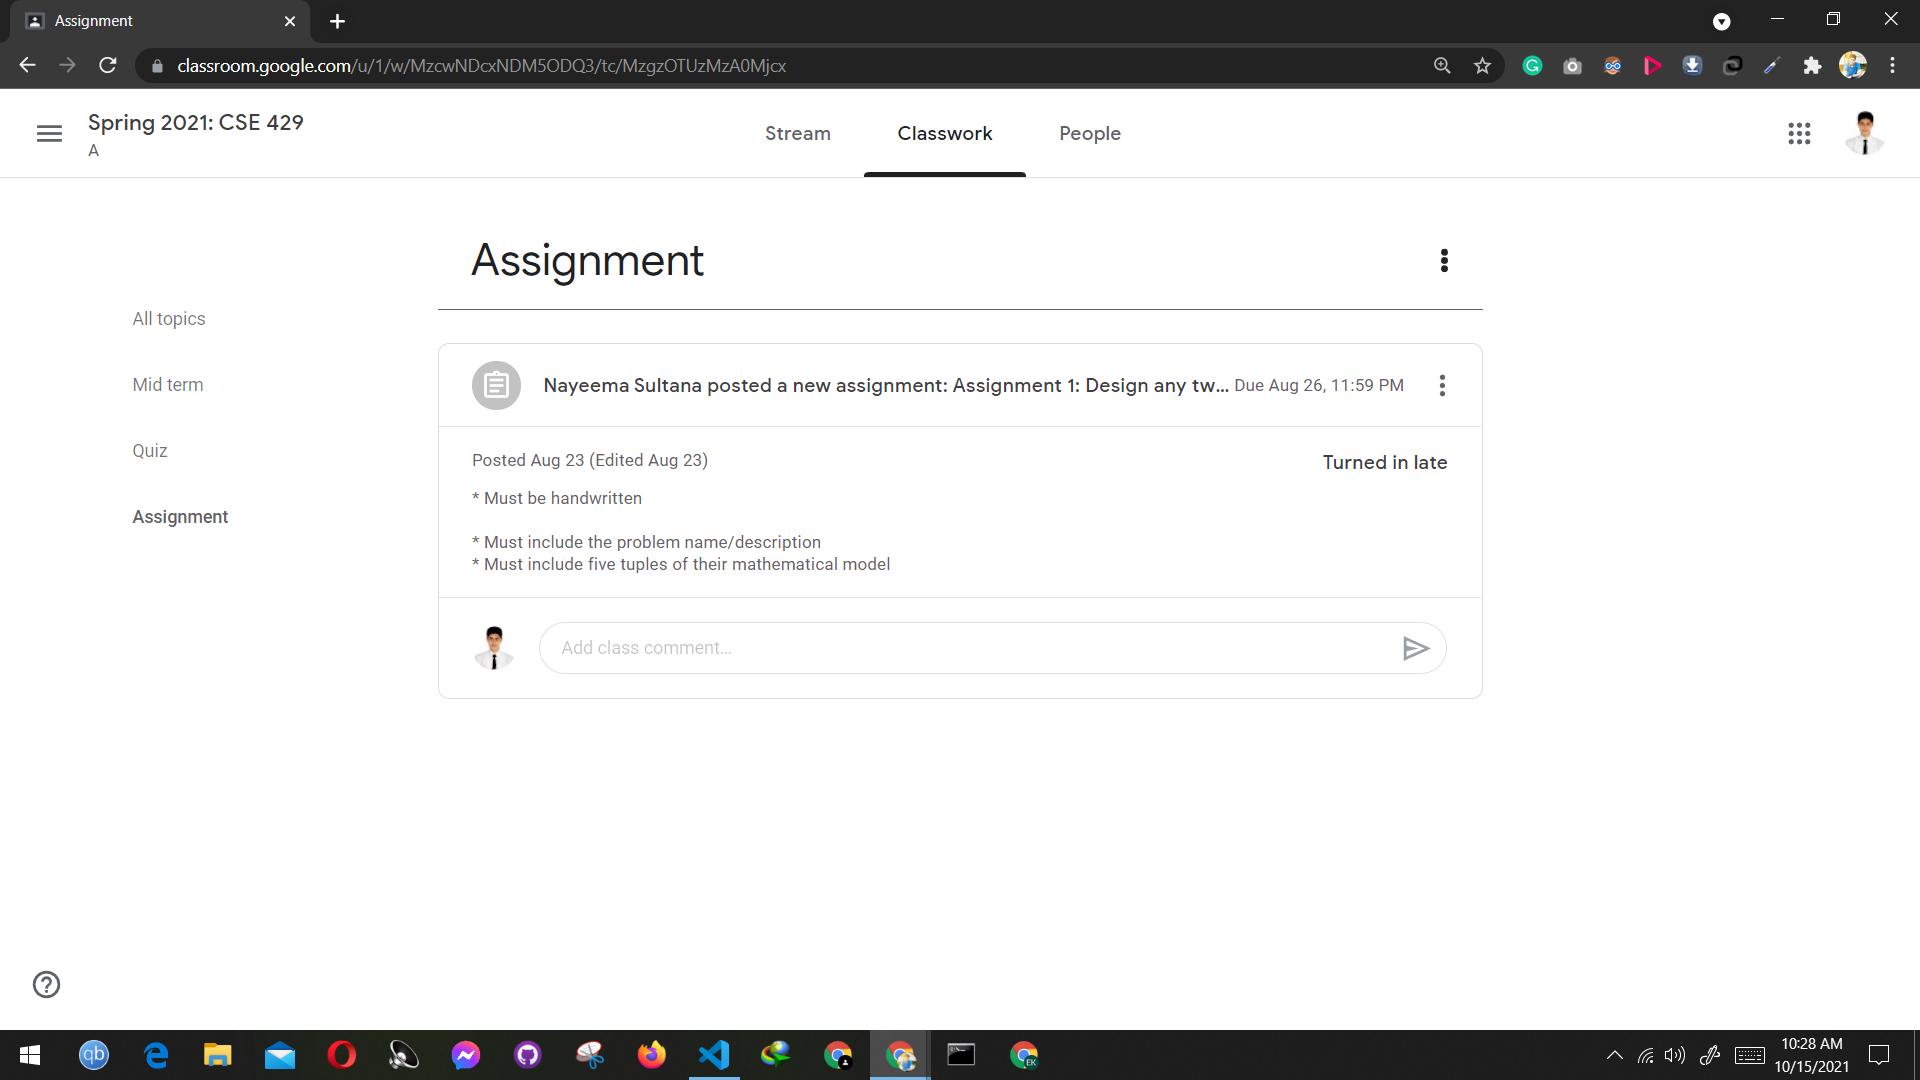 Assignment
classroom.google.com/u/1/w/MzcwNDcxNDM5ODQ3/tc/MzgzOTUzMzA0Mjcx
Spring 2021: CSE 429
A
Stream
Classwork
People
Assignment
All topics
Mid term
Quiz
Assignment
Nayeema Sultana posted a new assignment: Assignment 1: Design any tw... Due Aug 26, 11:59 PM
Posted Aug 23 (Edited Aug 23)
Turned in late
* Must be handwritten
* Must include the problem name/description
* Must include five tuples of their mathematical model
Add class comment...
qb
EK
10:28 AM
10/15/2021